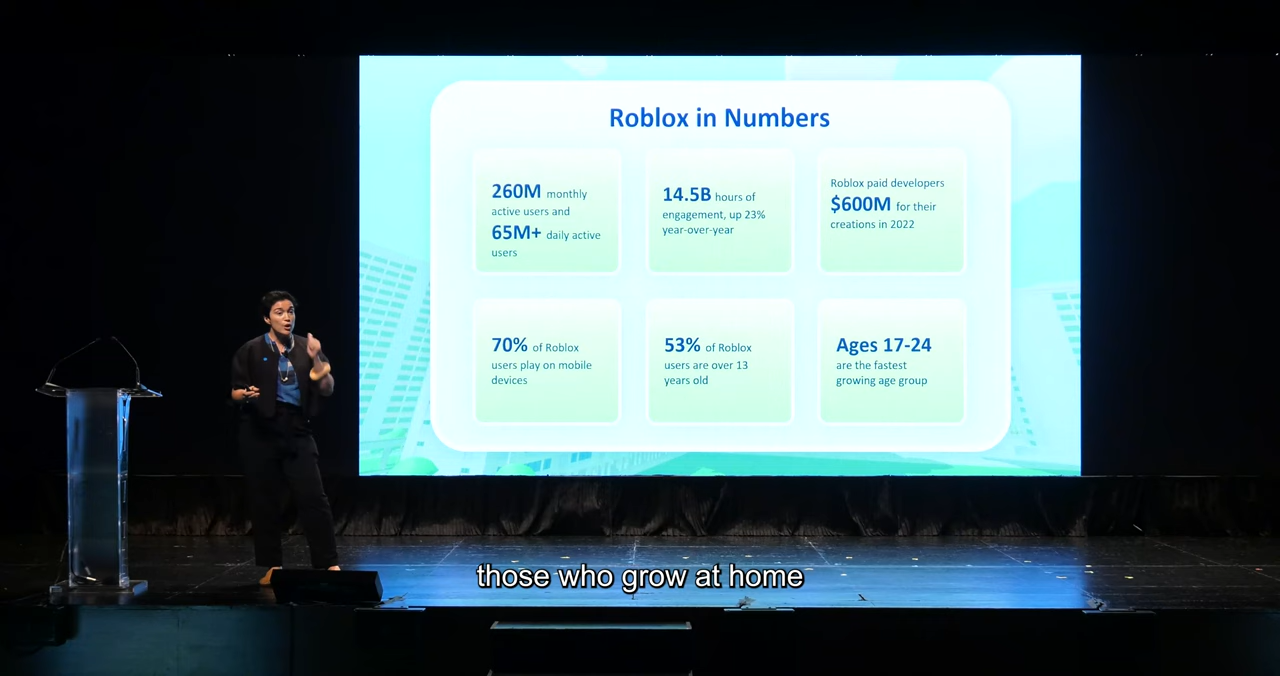 Roblox in Numbers
260M monthly
active users and
65M+ daily active
users
14.5B hours of
engagement, up 23%
year-over-year
Roblox paid developers
$600M for their
creations in 2022
70% of Roblox
users play on mobile
devices
53% of Roblox
users are over 13
years old
Ages 17-24
are the fastest
growing age group
those who grow at home